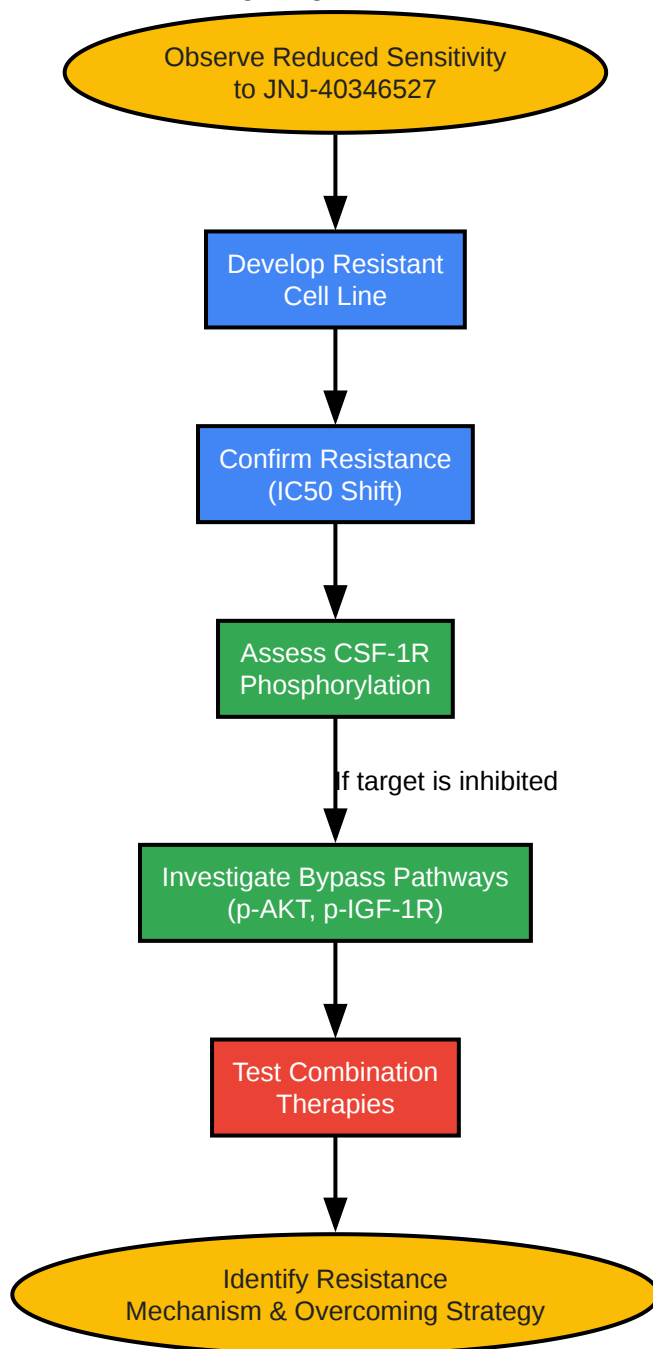 Observe Reduced Sensitivity
to JNJ-40346527
Develop Resistant
Cell Line
Confirm Resistance
(IC50 Shift)
Assess CSF-1R
Phosphorylation
If target is inhibited
Investigate Bypass Pathways
(p-AKT, p-IGF-1R)
Test Combination
Therapies
Identify Resistance
Mechanism & Overcoming Strategy